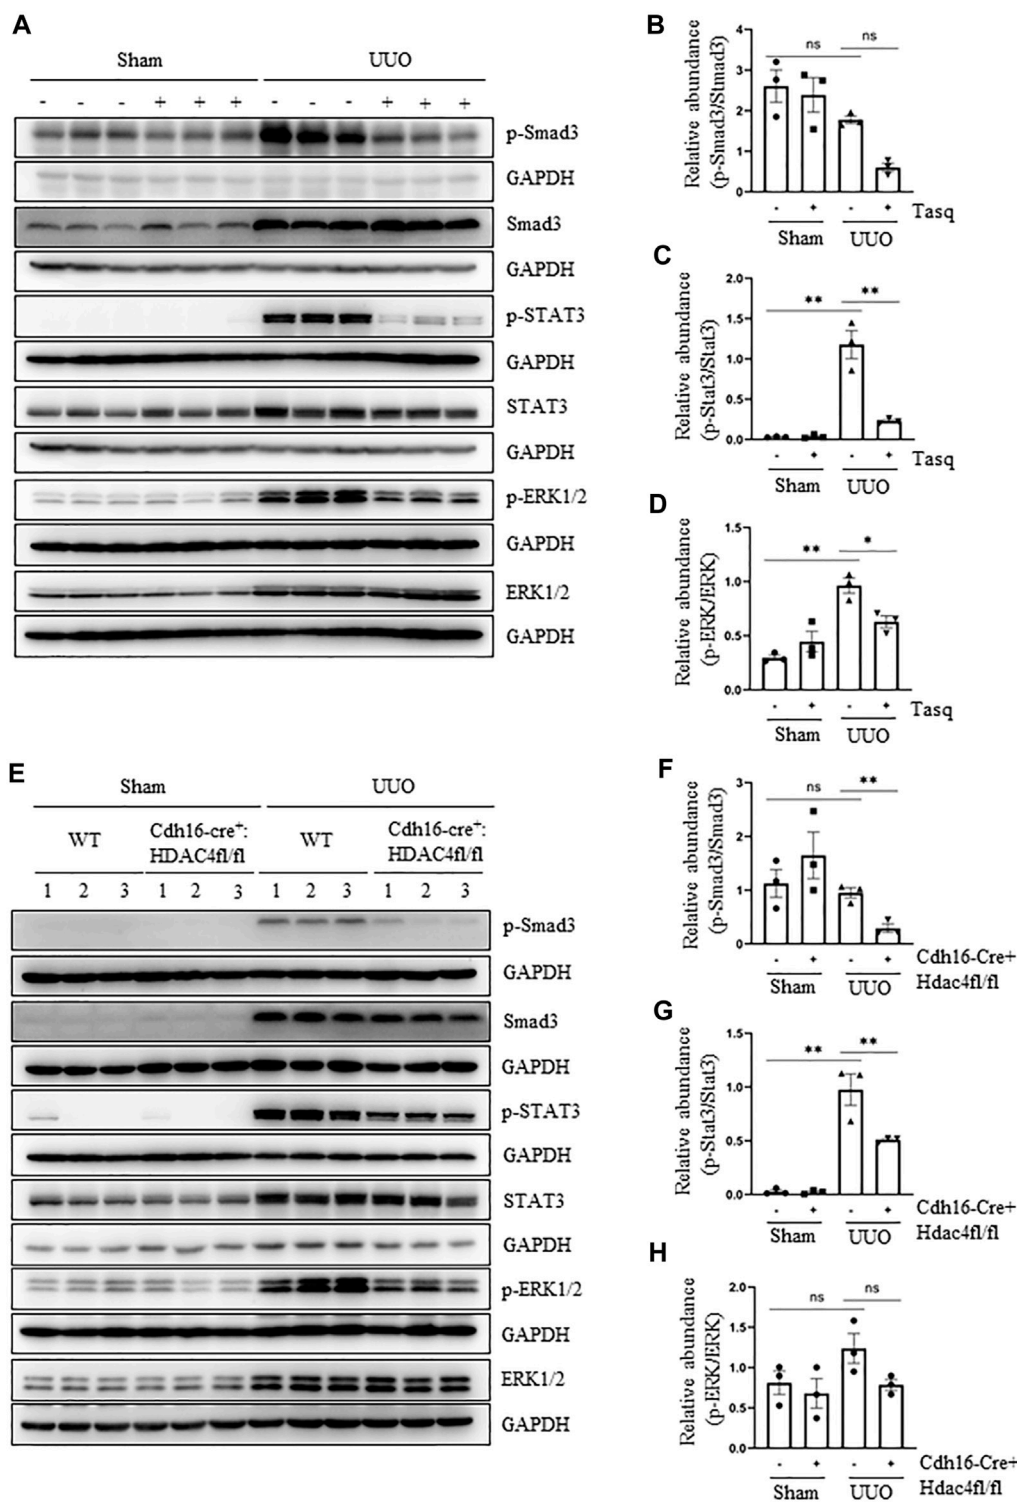 A
Sham UUO
- - - + + + - - - + + +
p-Smad3
GAPDH
Smad3
GAPDH
p-STAT3
GAPDH
STAT3
GAPDH
p-ERK1/2
GAPDH
ERK1/2
GAPDH
B
Relative abundance
(p-Smad3/Stmad3)
4
3
2
1
0
ns ns
- + - + Tasq
Sham UUO
C
Relative abundance
(p-Stat3/Stat3)
2.0
1.5
1.0
0.5
0.0
** **
- + - + Tasq
Sham UUO
D
Relative abundance
(p-ERK/ERK)
1.5
1.0
0.5
0.0
** *
- + - + Tasq
Sham UUO
E
Sham UUO
WT Cdh16-cre+: HDAC4fl/fl WT Cdh16-cre+: HDAC4fl/fl
1 2 3 1 2 3 1 2 3 1 2 3
p-Smad3
GAPDH
Smad3
GAPDH
p-STAT3
GAPDH
STAT3
GAPDH
p-ERK1/2
GAPDH
ERK1/2
GAPDH
F
Relative abundance
(p-Smad3/Smad3)
3
2
1
0
ns **
- + - + Cdh16-Cre+
Sham UUO Hdac4fl/fl
G
Relative abundance
(p-Stat3/Stat3)
1.5
1.0
0.5
0.0
** **
- + - + Cdh16-Cre+
Sham UUO Hdac4fl/fl
H
Relative abundance
(p-ERK/ERK)
2.0
1.5
1.0
0.5
0.0
ns ns
- + - + Cdh16-Cre+
Sham UUO Hdac4fl/fl